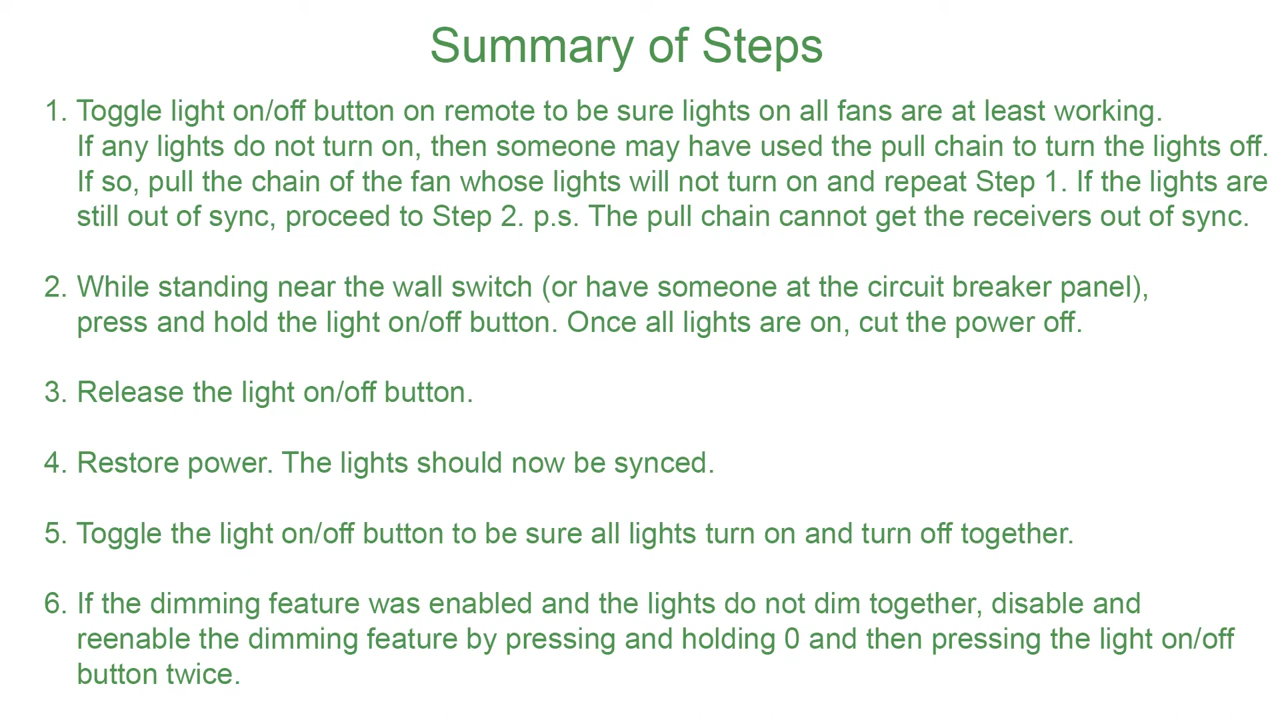 Summary of Steps
1. Toggle light on/off button on remote to be sure lights on all fans are at least working.
If any lights do not turn on, then someone may have used the pull chain to turn the lights off.
If so, pull the chain of the fan whose lights will not turn on and repeat Step 1. If the lights are
still out of sync, proceed to Step 2. p.s. The pull chain cannot get the receivers out of sync.
2. While standing near the wall switch (or have someone at the circuit breaker panel),
press and hold the light on/off button. Once all lights are on, cut the power off.
3. Release the light on/off button.
4. Restore power. The lights should now be synced.
5. Toggle the light on/off button to be sure all lights turn on and turn off together.
6. If the dimming feature was enabled and the lights do not dim together, disable and
reenable the dimming feature by pressing and holding 0 and then pressing the light on/off
button twice.